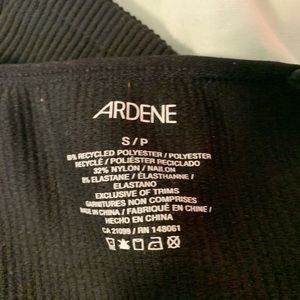 ARDENE
S / P
RECYCLED POLYESTER / POLYESTER
RECYCLÉ / POLIÉSTER RECICLADO
32% NYLON / NAILON
ELASTANE / ÉLASTHANNE /
ELASTANO
EXCLUSIVE OF TRIMS
GARNITURES NON COMPRISES
MADE IN CHINA / FABRIQUÉ EN CHINE /
HECHO EN CHINA
CA 21099 / RN 148061